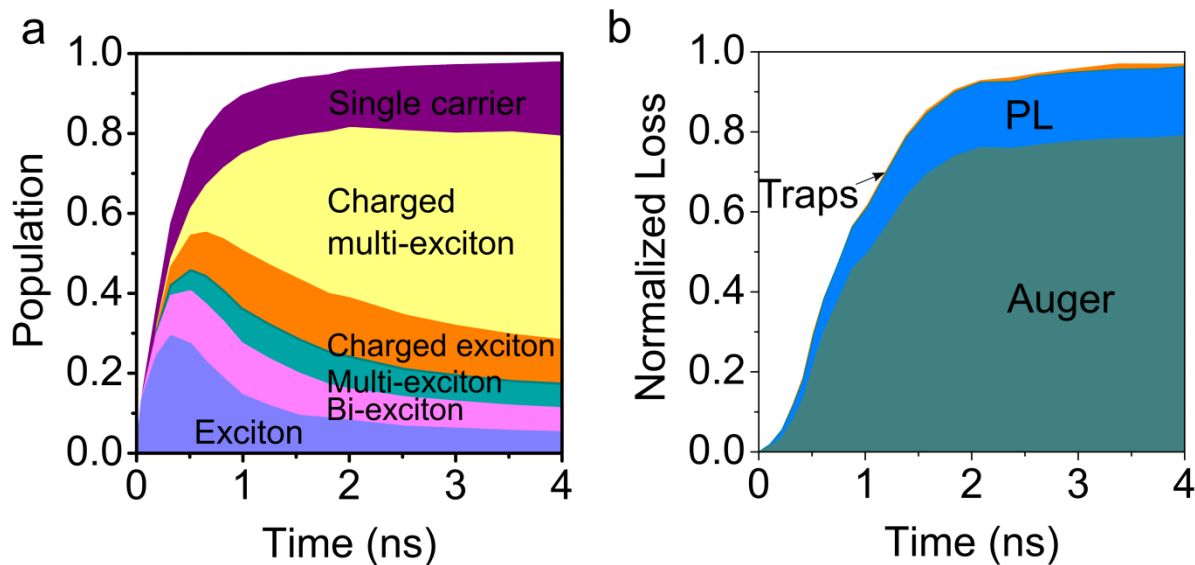 a
1.0
0.8
0.6
0.4
0.2
0.0
Population
Single carrier
Charged
multi-exciton
Charged exciton
Multi-exciton
Bi-exciton
Exciton
0 1 2 3 4
Time (ns)
b
1.0
0.8
0.6
0.4
0.2
0.0
Normalized Loss
PL
Traps
Auger
0 1 2 3 4
Time (ns)